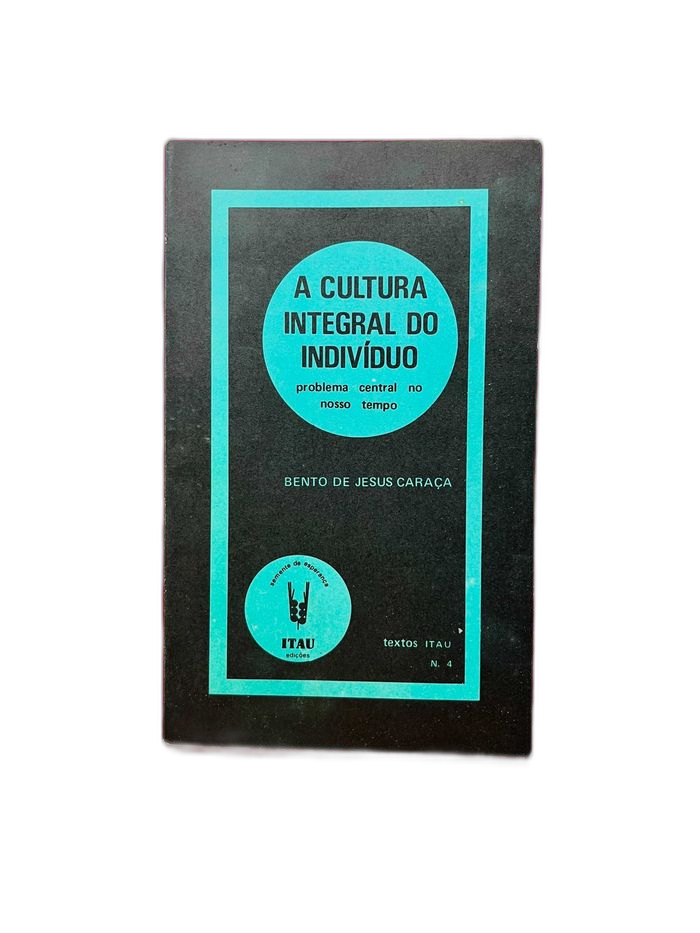 A CULTURA
INTEGRAL DO
INDIVÍDUO
problema central no
nosso tempo
BENTO DE JESUS CARAÇA
semente de esperança
ITAU
edições
textos ITAU
N. 4